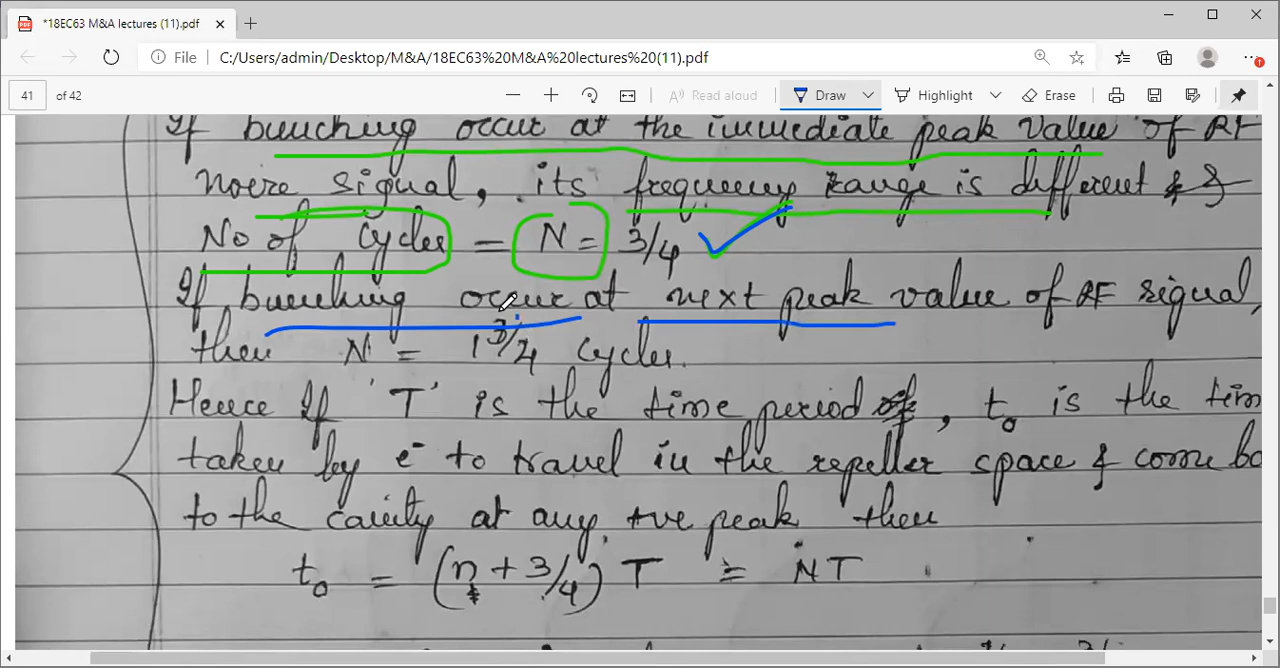 *18EC63 M&A lectures (11).pdf
File C:/Users/admin/Desktop/M&A/18EC63%20M&A%20lectures%20(11).pdf
41 of 42 Read aloud Draw Highlight Erase
If bunching occur at the immediate peak value of RF
noise signal, its frequency range is different &
No of cycles = N = 3/4
If bunching occur at next peak value of RF signal,
then N = 1 3/4 cycles.
Hence If 'T' is the time period, t₀ is the tim
taken by e⁻ to travel in the repeller space & come ba
to the cavity at any +ve peak then
t₀ = (n + 3/4) T = NT